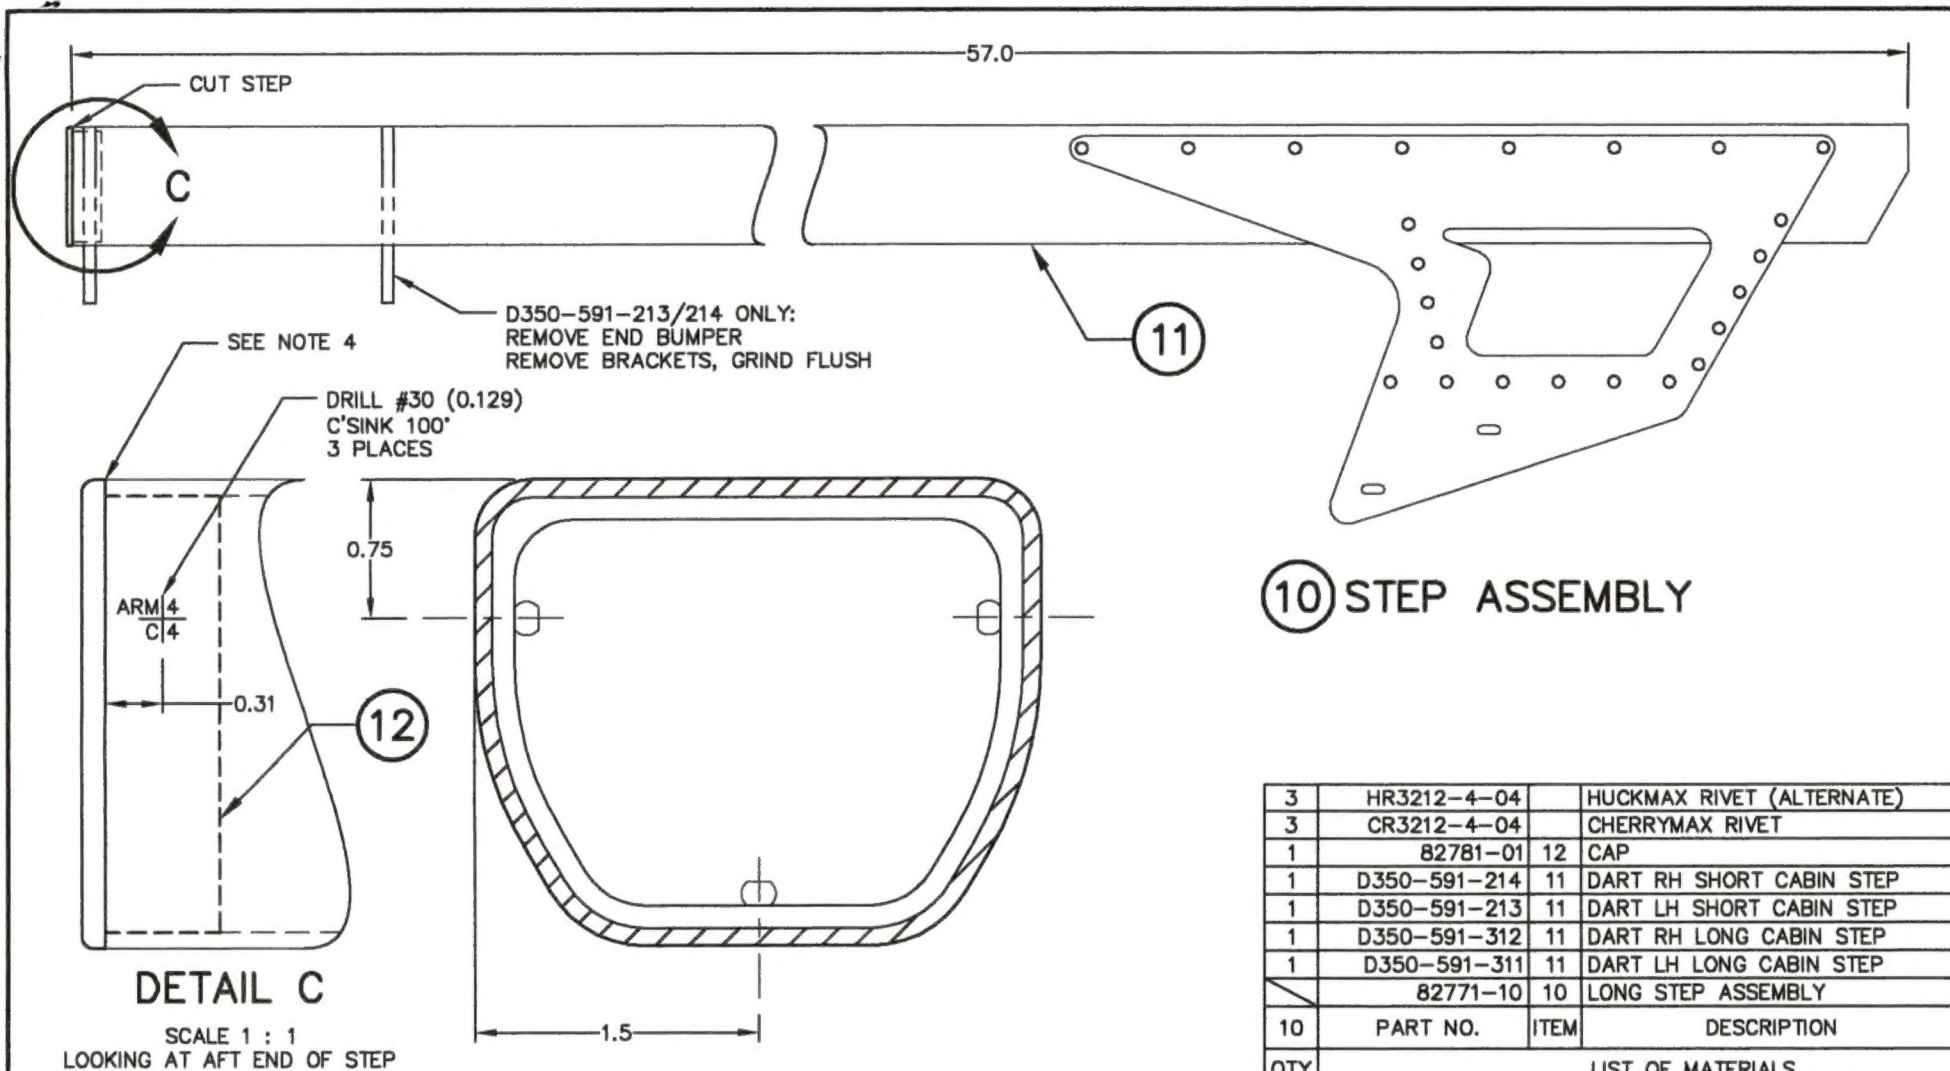 57.0
CUT STEP
C
D350-591-213/214 ONLY:
REMOVE END BUMPER
REMOVE BRACKETS, GRIND FLUSH
11
SEE NOTE 4
DRILL #30 (0.129)
C'SINK 100°
3 PLACES
0.75
ARM 4
C 4
0.31
12
10 STEP ASSEMBLY
1.5
DETAIL C
SCALE 1 : 1
LOOKING AT AFT END OF STEP
3 HR3212-4-04 HUCKMAX RIVET (ALTERNATE)
3 CR3212-4-04 CHERRYMAX RIVET
1 82781-01 12 CAP
1 D350-591-214 11 DART RH SHORT CABIN STEP
1 D350-591-213 11 DART LH SHORT CABIN STEP
1 D350-591-312 11 DART RH LONG CABIN STEP
1 D350-591-311 11 DART LH LONG CABIN STEP
82771-10 10 LONG STEP ASSEMBLY
10 PART NO. ITEM DESCRIPTION
QTY LIST OF MATERIALS